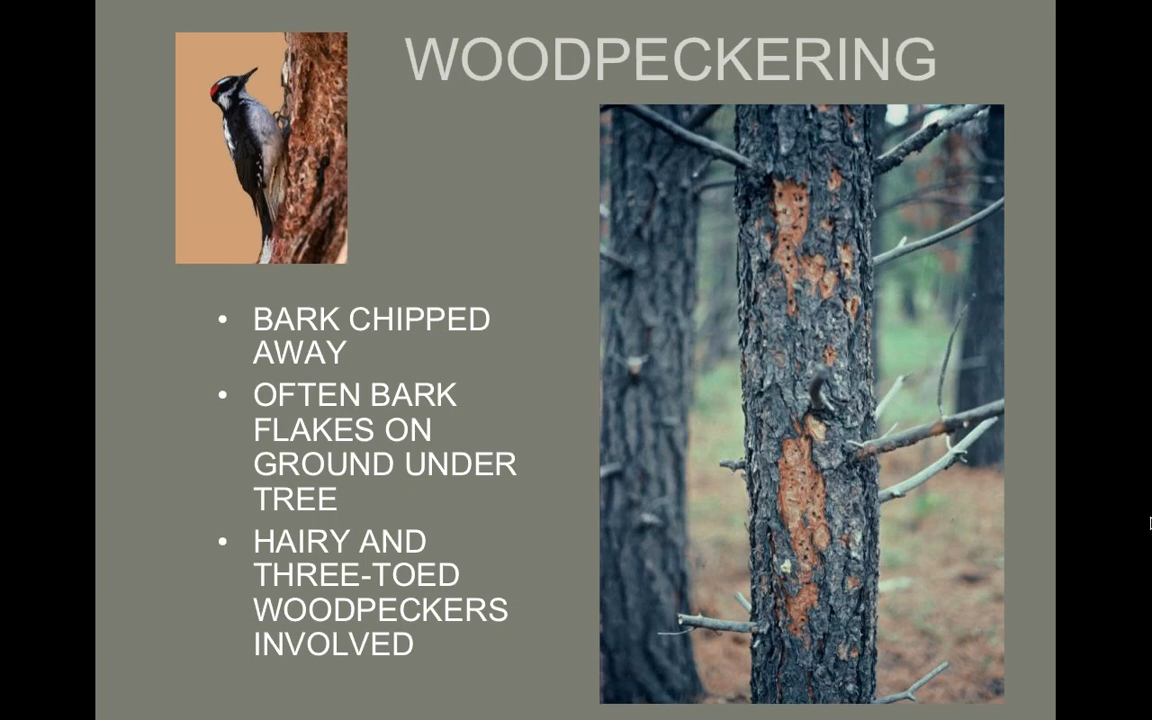 WOODPECKERING
• BARK CHIPPED
AWAY
• OFTEN BARK
FLAKES ON
GROUND UNDER
TREE
• HAIRY AND
THREE-TOED
WOODPECKERS
INVOLVED